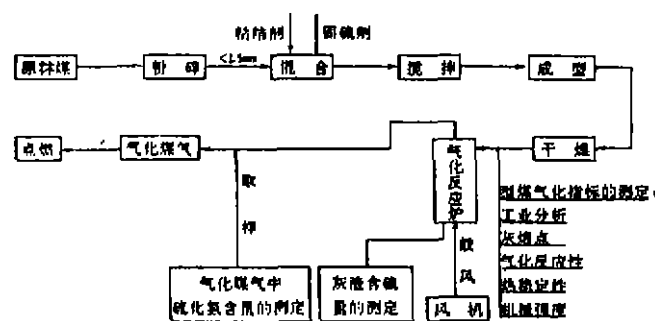 粘结剂
固硫剂
原料煤
粉碎
<1.5mm
混合
搅拌
成型
点燃
气化煤气
气化反应炉
干燥
取样
鼓风
型煤气化指标的测定
工业分析
灰熔点
气化反应性
热稳定性
机械强度
气化煤气中
硫化氢含量的测定
灰渣含硫
量的测定
风机